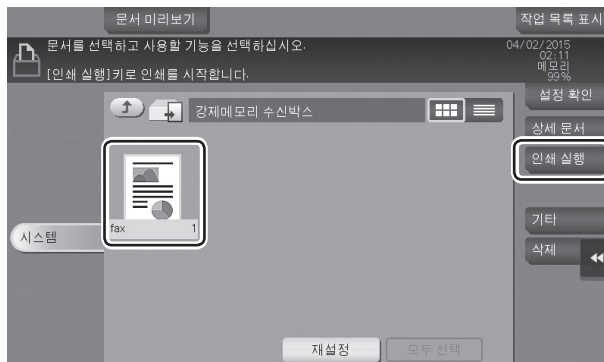 문서 미리보기
작업 목록 표시
문서를 선택하고 사용할 기능을 선택하십시오.
[인쇄 실행]키로 인쇄를 시작합니다.
04/02/2015
02:11
메모리
99%
강제메모리 수신박스
설정 확인
상세 문서
인쇄 실행
fax 1
시스템
기타
삭제
재설정
모두 선택